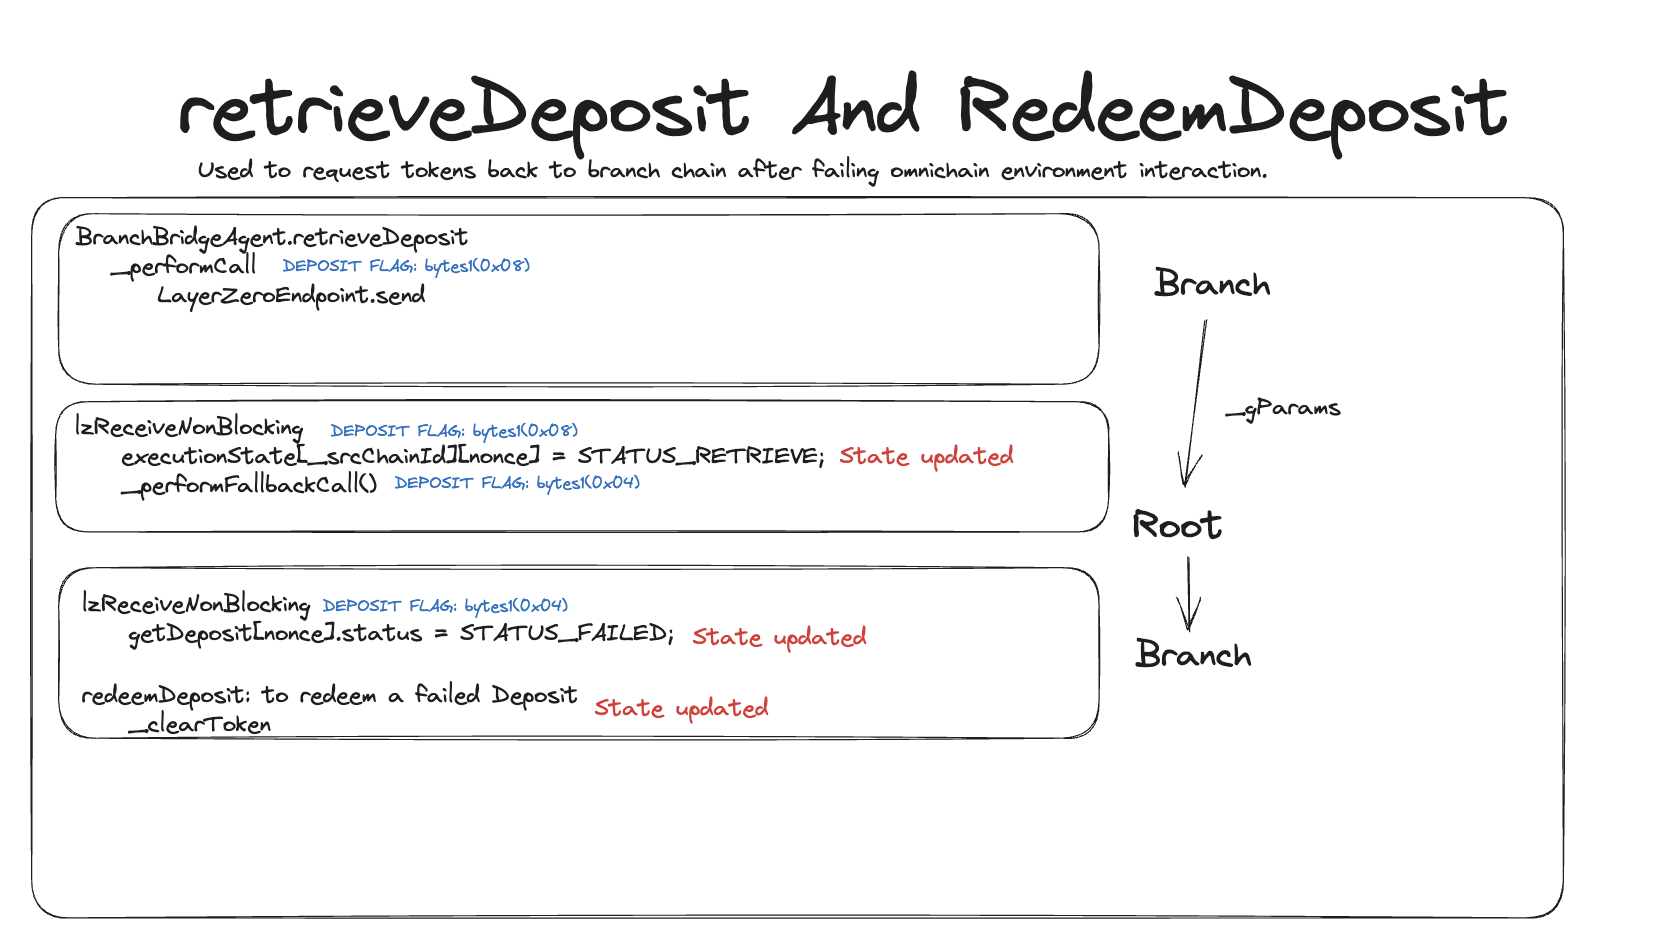 retrieveDeposit And RedeemDeposit
Used to request tokens back to branch chain after failing omnichain environment interaction.
BranchBridgeAgent.retrieveDeposit
_performCall DEPOSIT FLAG: bytes1(0x08)
LayerZeroEndpoint.send
Branch
_gParams
lzReceiveNonBlocking DEPOSIT FLAG: bytes1(0x08)
executionState[_srcChainId][nonce] = STATUS_RETRIEVE; State updated
_performFallbackCall() DEPOSIT FLAG: bytes1(0x04)
Root
lzReceiveNonBlocking DEPOSIT FLAG: bytes1(0x04)
getDeposit[nonce].status = STATUS_FAILED; State updated
Branch
redeemDeposit: to redeem a failed Deposit State updated
_clearToken